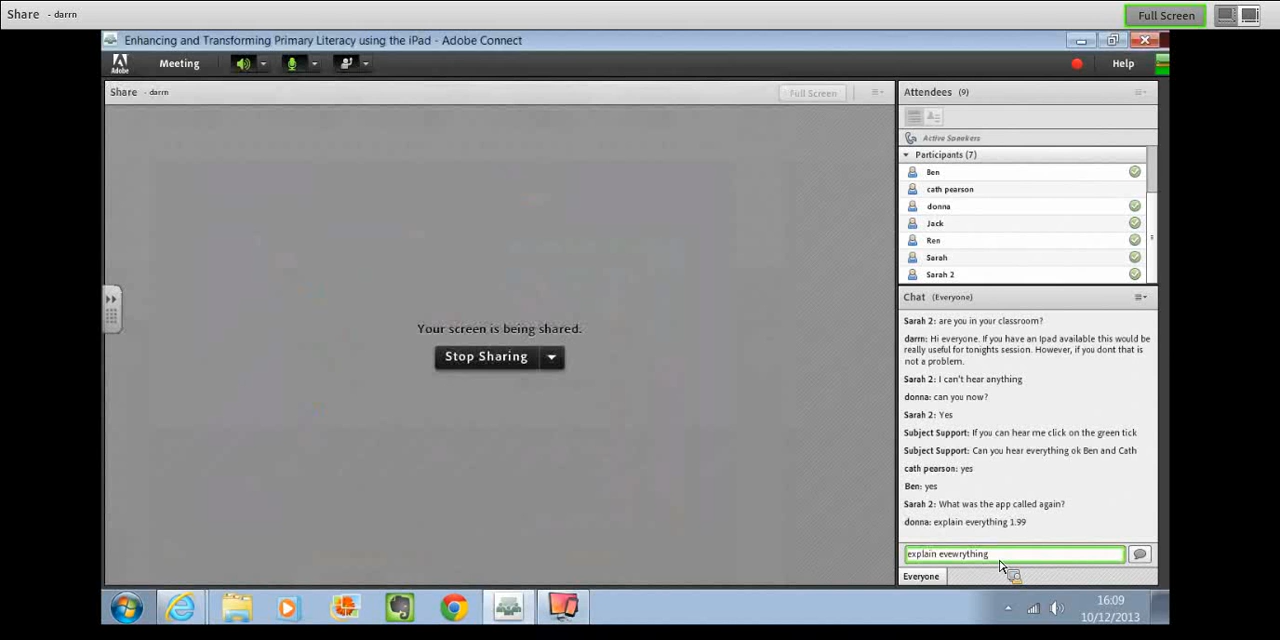 Share - darrn
Full Screen
Enhancing and Transforming Primary Literacy using the iPad - Adobe Connect
Adobe
Meeting
Help
Share - darrn
Full Screen
Attendees (9)
Active Speakers
Participants (7)
Ben
cath pearson
donna
Jack
Ren
Sarah
Sarah 2
Your screen is being shared.
Stop Sharing
Chat (Everyone)
Sarah 2: are you in your classroom?
darrn: Hi everyone. If you have an Ipad available this would be
really useful for tonights session. However, if you dont that is
not a problem.
Sarah 2: I can't hear anything
donna: can you now?
Sarah 2: Yes
Subject Support: If you can hear me click on the green tick
Subject Support: Can you hear everything ok Ben and Cath
cath pearson: yes
Ben: yes
Sarah 2: What was the app called again?
donna: explain everything 1.99
explain evewrything
Everyone
16:09
10/12/2013